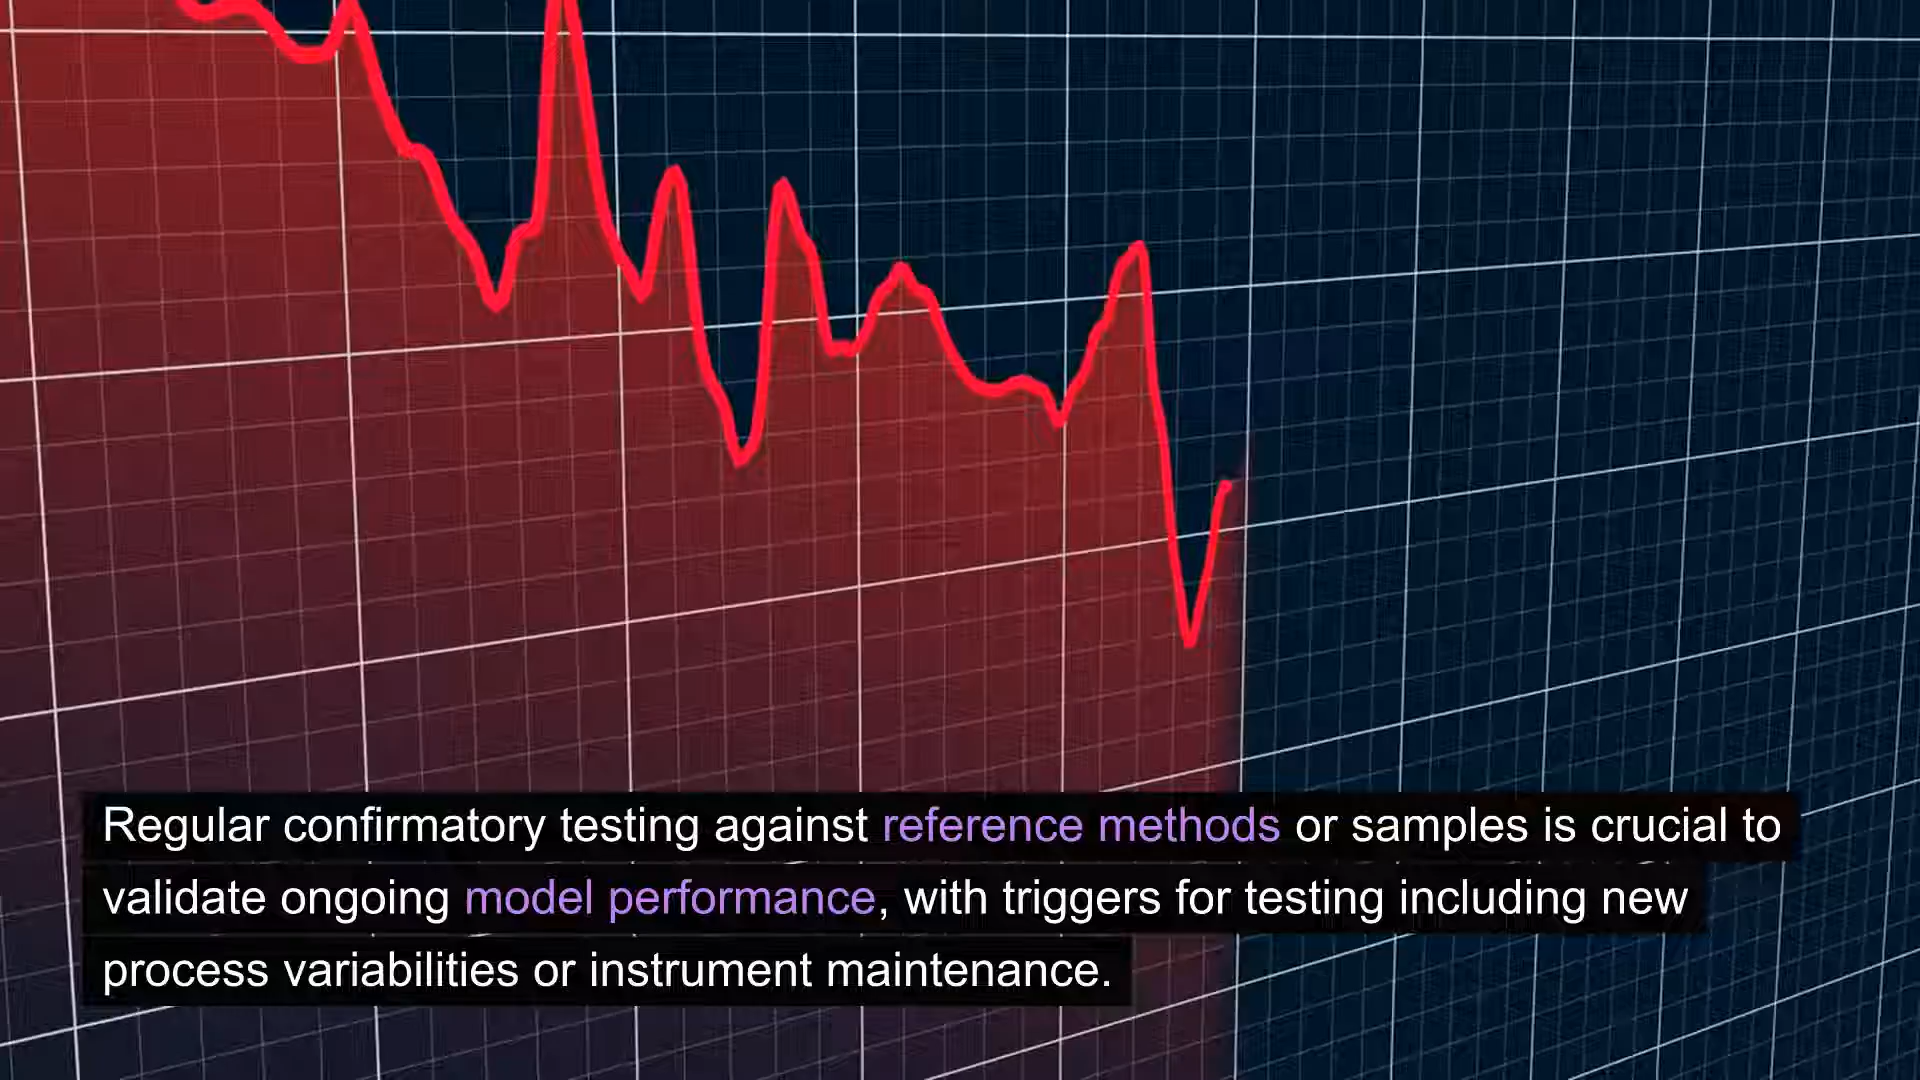 Regular confirmatory testing against reference methods or samples is crucial to
validate ongoing model performance, with triggers for testing including new
process variabilities or instrument maintenance.